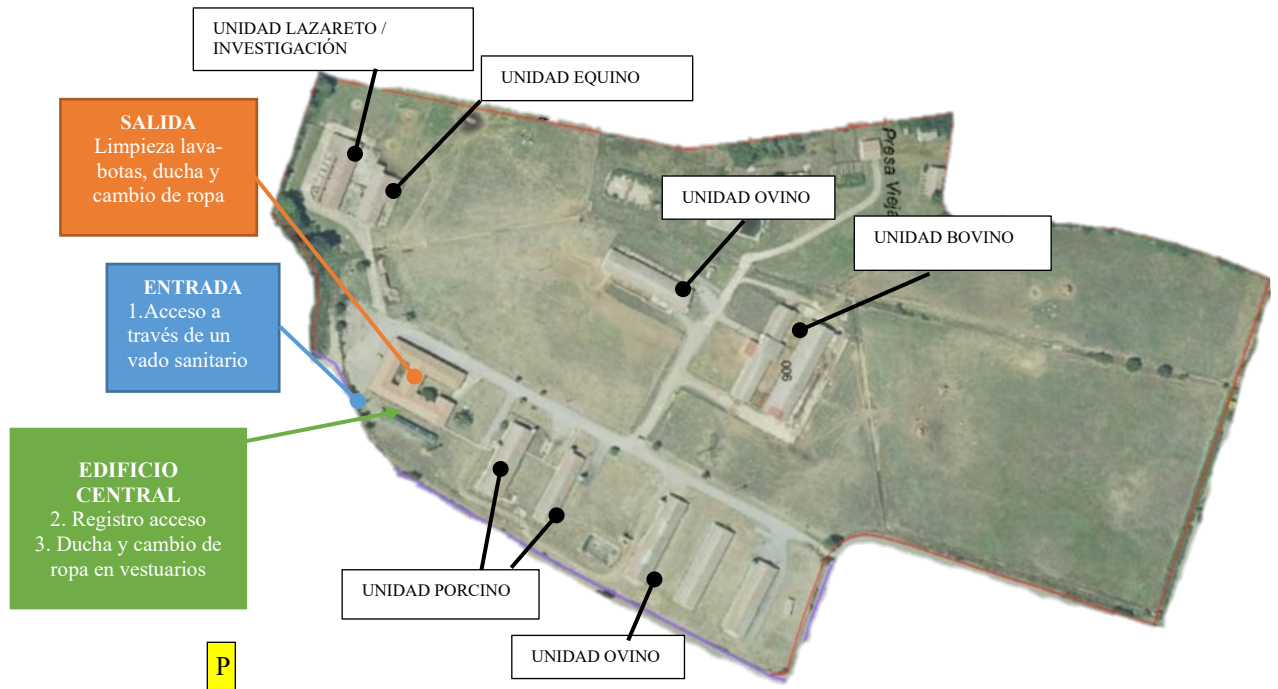 UNIDAD LAZARETO /
INVESTIGACIÓN
UNIDAD EQUINO
SALIDA
Limpieza lava-
botas, ducha y
cambio de ropa
UNIDAD OVINO
Presa Vieja
UNIDAD BOVINO
ENTRADA
1.Acceso a
través de un
vado sanitario
900
EDIFICIO
CENTRAL
2. Registro acceso
3. Ducha y cambio de
ropa en vestuarios
UNIDAD PORCINO
UNIDAD OVINO
P